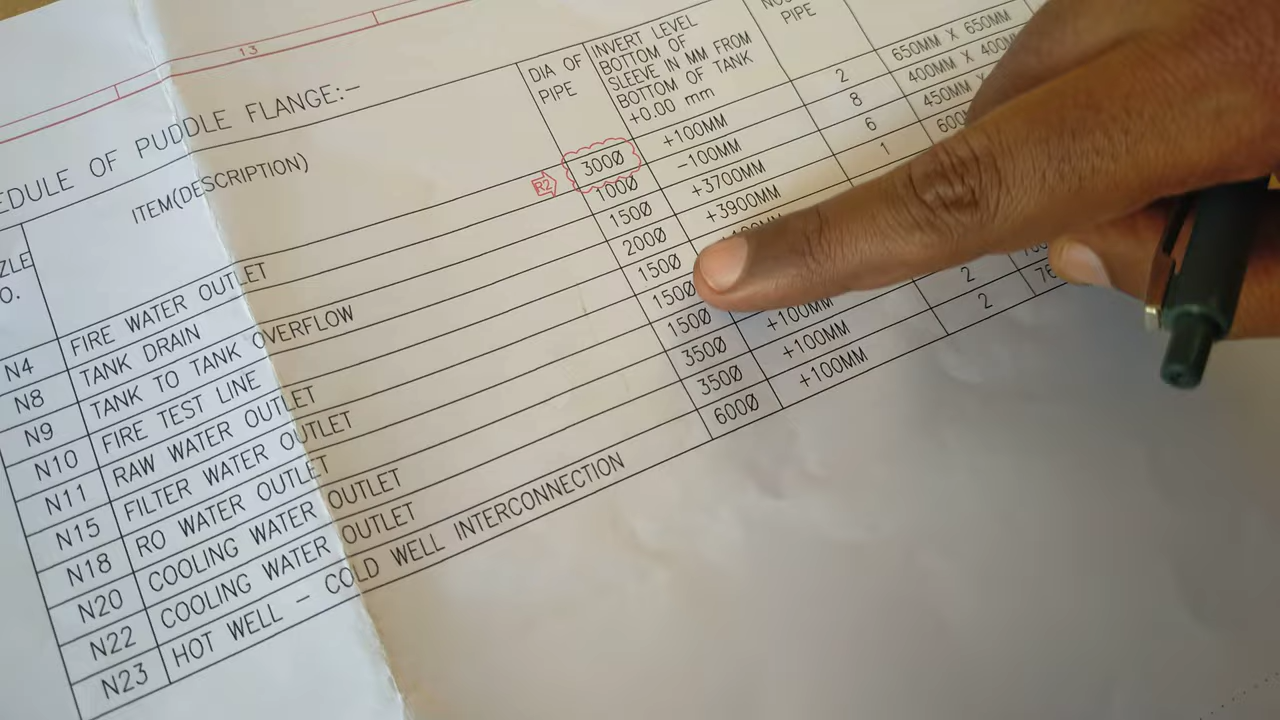 13
EDULE OF PUDDLE FLANGE:-
ZLE
O.
ITEM(DESCRIPTION)
DIA OF
PIPE
INVERT LEVEL
BOTTOM OF
SLEEVE IN MM FROM
BOTTOM OF TANK
+0.00 mm
PIPE
R2
N4 FIRE WATER OUTLET 300Ø +100MM 2 650MM X 650MM
N8 TANK DRAIN 100Ø -100MM 8 400MM X 400
N9 TANK TO TANK OVERFLOW 150Ø +3700MM 6 450MM X
N10 FIRE TEST LINE 200Ø +3900MM 1 600
N11 RAW WATER OUTLET 150Ø
N15 FILTER WATER OUTLET 150Ø
N18 RO WATER OUTLET 150Ø
N20 COOLING WATER OUTLET 350Ø +100MM
N22 COOLING WATER OUTLET 350Ø +100MM 2
N23 HOT WELL - COLD WELL INTERCONNECTION 600Ø +100MM 2 76